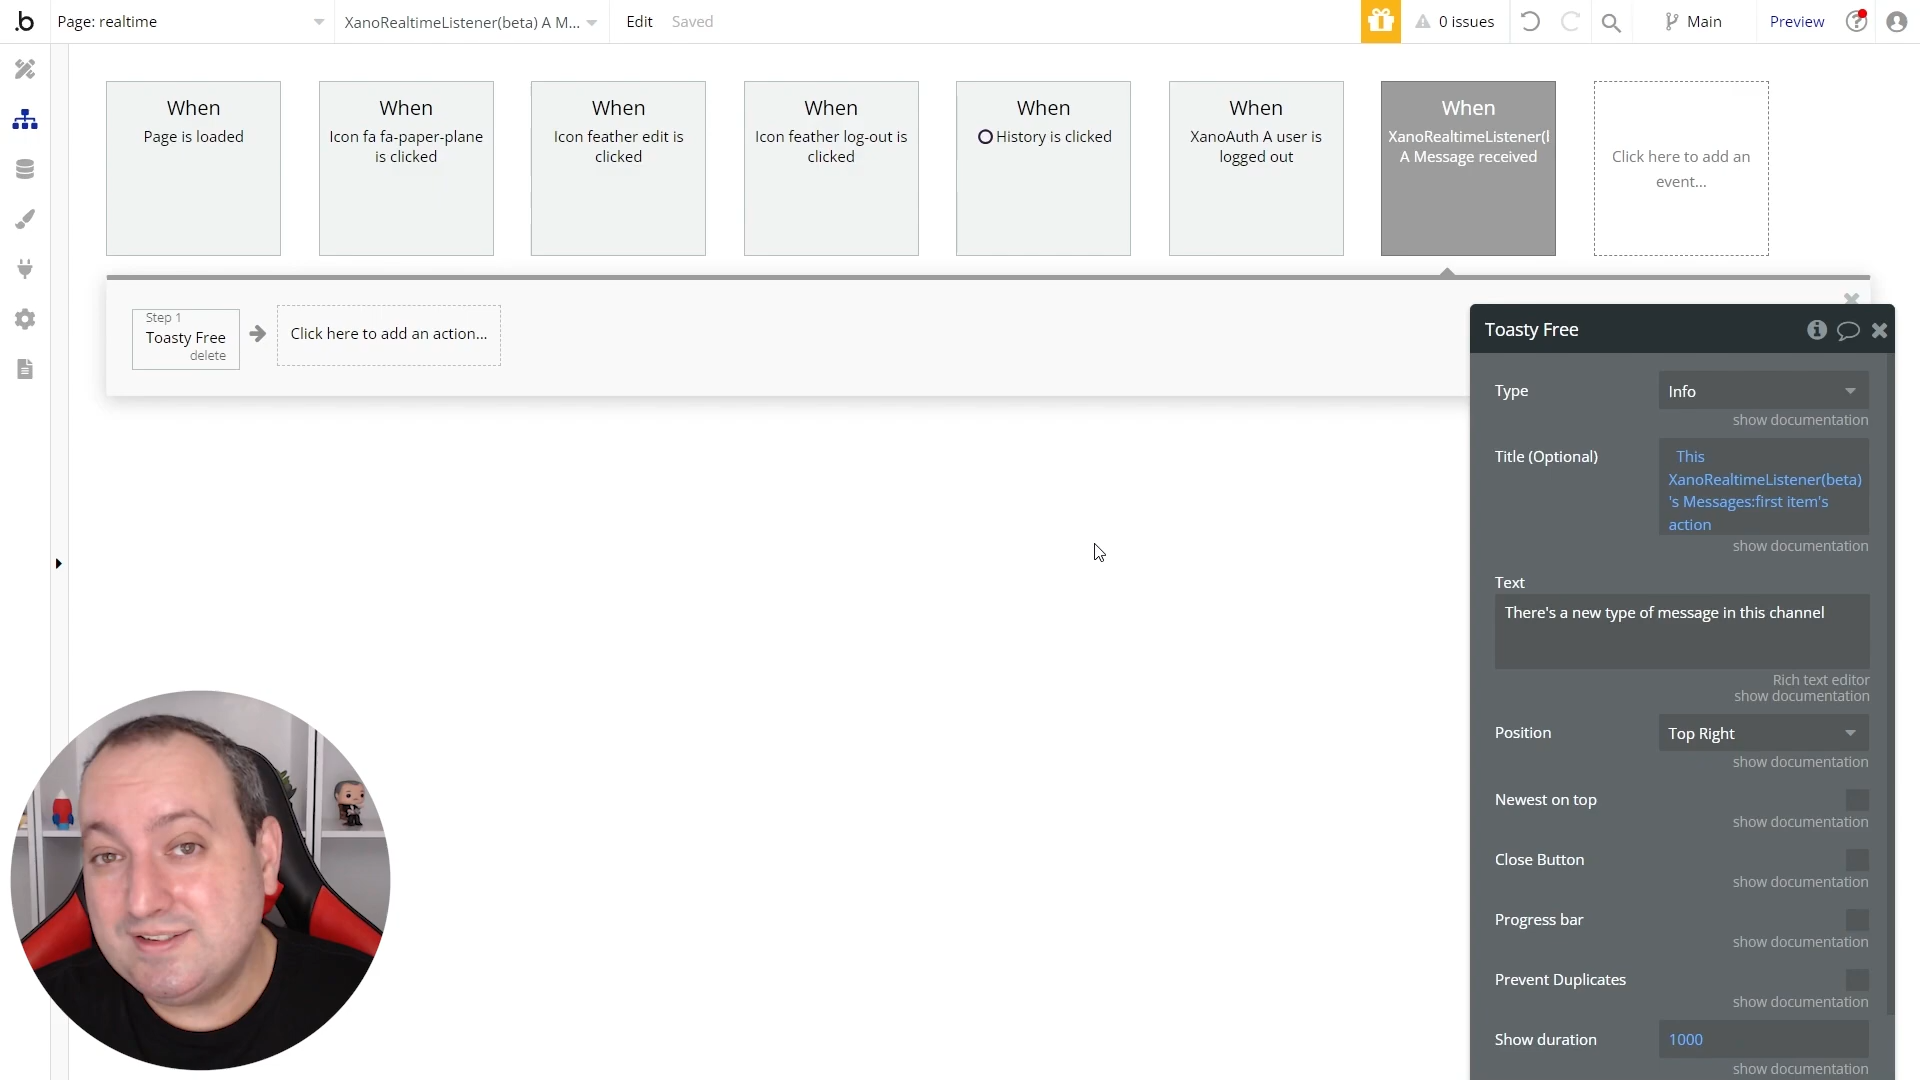 .b
Page: realtime
XanoRealtimeListener(beta) A M...
Edit
Saved
0 issues
Main
Preview
When
Page is loaded
When
Icon fa fa-paper-plane
is clicked
When
Icon feather edit is
clicked
When
Icon feather log-out is
clicked
When
History is clicked
When
XanoAuth A user is
logged out
When
XanoRealtimeListener(l
A Message received
Click here to add an
event...
Step 1
Toasty Free
delete
Click here to add an action...
Toasty Free
Type
Info
show documentation
Title (Optional)
This
XanoRealtimeListener(beta)
's Messages:first item's
action
show documentation
Text
There's a new type of message in this channel
Rich text editor
show documentation
Position
Top Right
show documentation
Newest on top
show documentation
Close Button
show documentation
Progress bar
show documentation
Prevent Duplicates
show documentation
Show duration
1000
show documentation